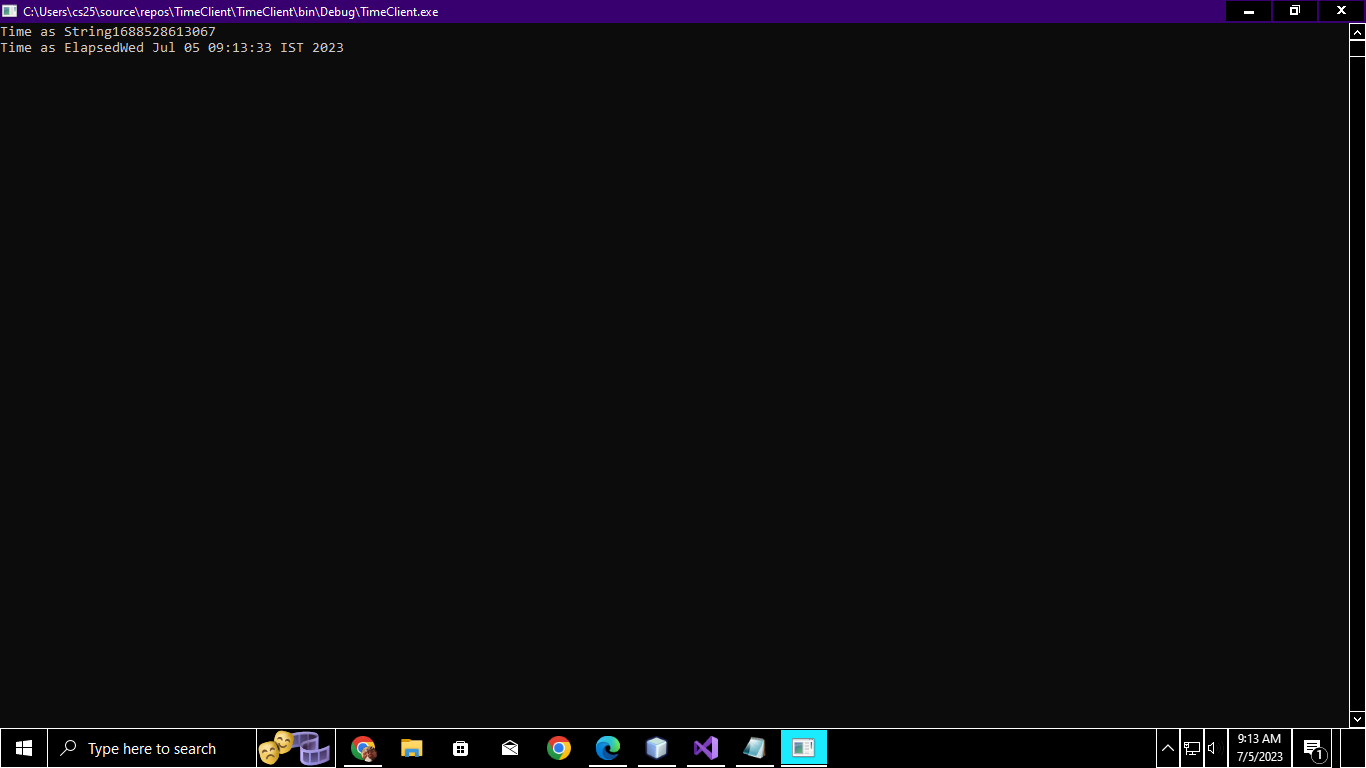 C:\Users\cs25\source\repos\TimeClient\TimeClient\bin\Debug\TimeClient.exe
Time as String1688528613067
Time as ElapsedWed Jul 05 09:13:33 IST 2023
Type here to search
9:13 AM
7/5/2023
1